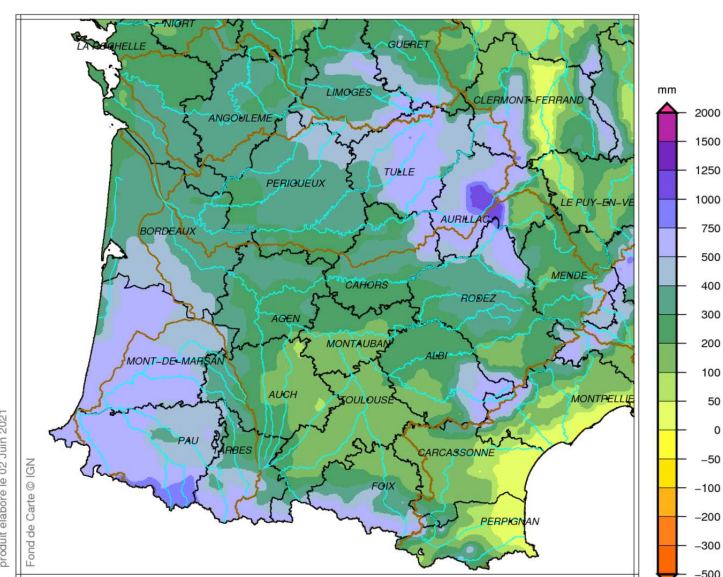 NIORT
LA ROCHELLE
GUERET
LIMOGES
CLERMONT-FERRAND
ANGOULEME
TULLE
PERIGUEUX
LE PUY-EN-VE
AURILLAC
BORDEAUX
MENDE
CAHORS
RODEZ
AGEN
MONTAUBAN
ALBI
MONT-DE-MARSAN
AUCH
TOULOUSE
MONTPELLIE
PAU
TARBES
CARCASSONNE
FOIX
PERPIGNAN
mm
2000
1500
1250
1000
750
500
400
300
200
100
50
0
-50
-100
-200
-300
-500
produit élaboré le 02 Juin 2021
Fond de Carte © IGN